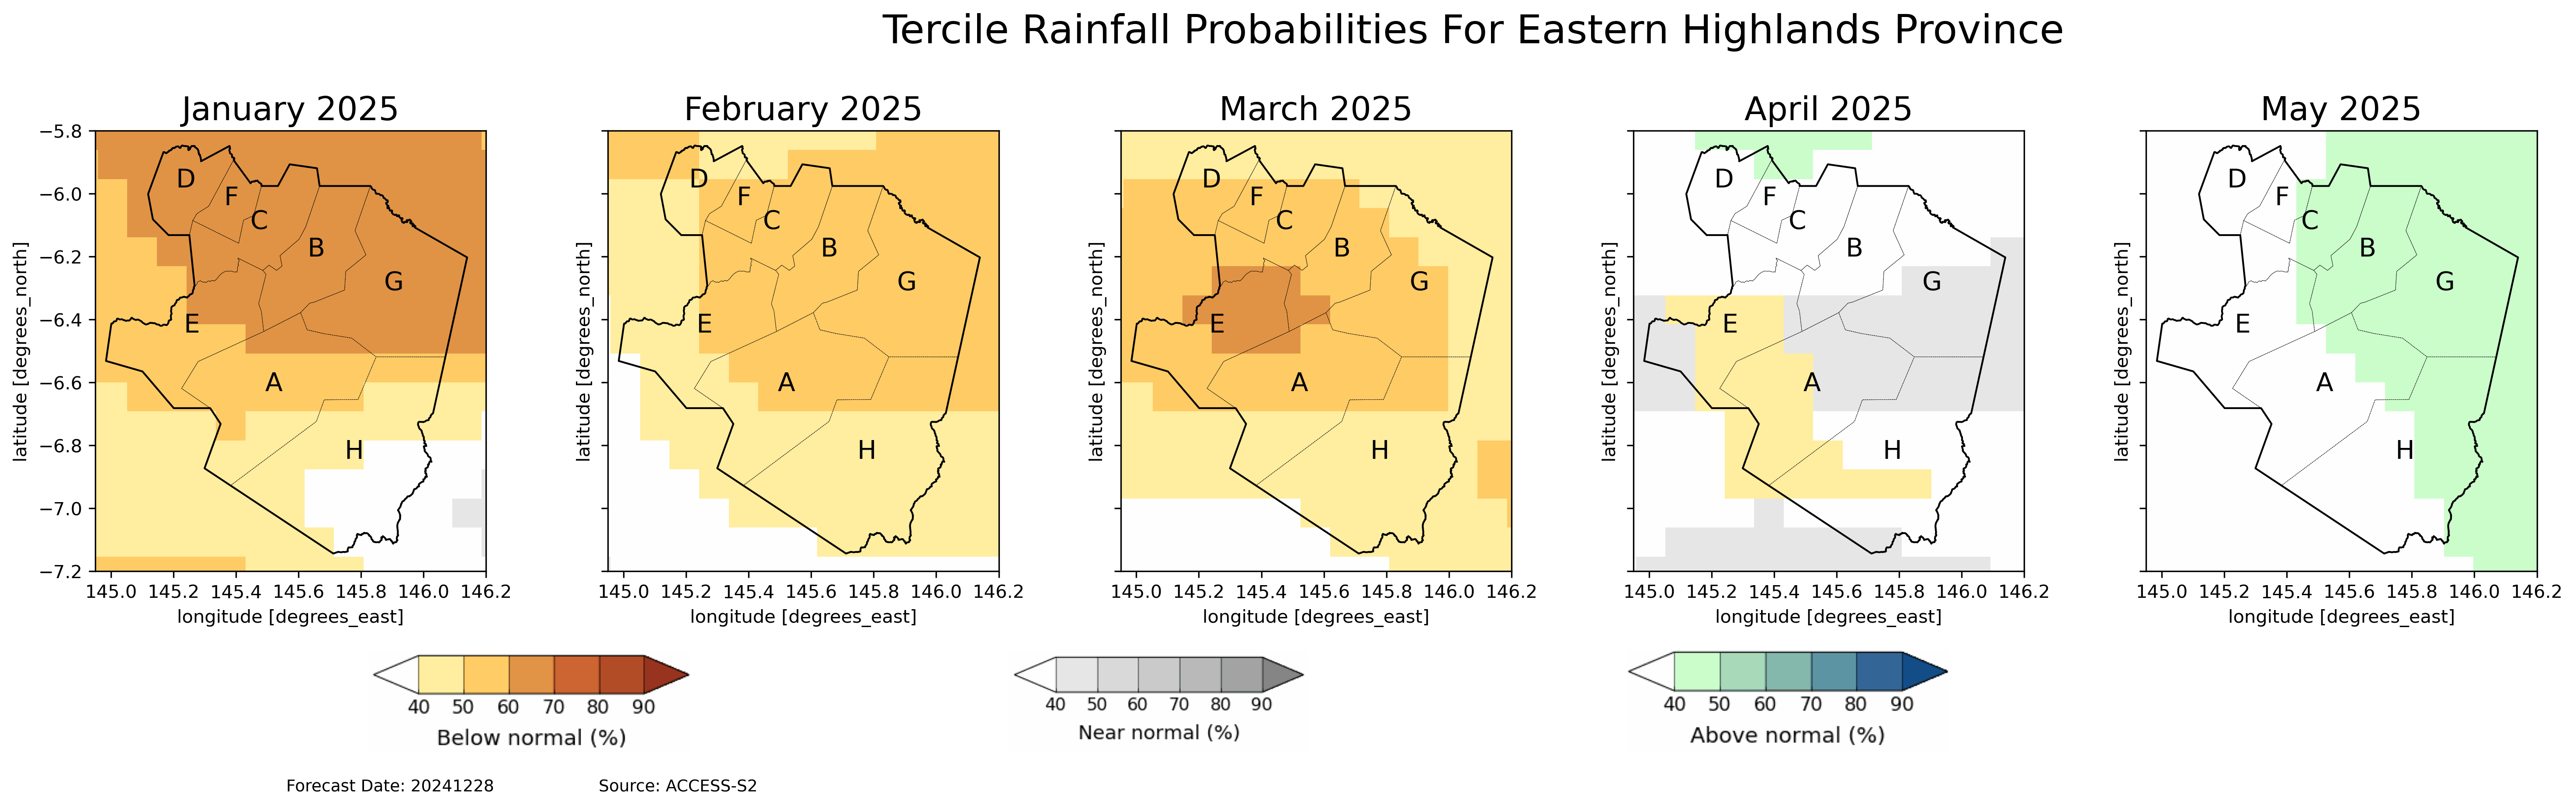 Tercile Rainfall Probabilities For Eastern Highlands Province
January 2025
February 2025
March 2025
April 2025
May 2025
latitude [degrees_north]
−5.8
−6.0
−6.2
−6.4
−6.6
−6.8
−7.0
−7.2
D
F
C
B
G
E
A
H
145.0 145.2 145.4 145.6 145.8 146.0 146.2
longitude [degrees_east]
latitude [degrees_north]
D
F
C
B
G
E
A
H
145.0 145.2 145.4 145.6 145.8 146.0 146.2
longitude [degrees_east]
latitude [degrees_north]
D
F
C
B
G
E
A
H
145.0 145.2 145.4 145.6 145.8 146.0 146.2
longitude [degrees_east]
latitude [degrees_north]
D
F
C
B
G
E
A
H
145.0 145.2 145.4 145.6 145.8 146.0 146.2
longitude [degrees_east]
latitude [degrees_north]
D
F
C
B
G
E
A
H
145.0 145.2 145.4 145.6 145.8 146.0 146.2
longitude [degrees_east]
40 50 60 70 80 90
Below normal (%)
40 50 60 70 80 90
Near normal (%)
40 50 60 70 80 90
Above normal (%)
Forecast Date: 20241228
Source: ACCESS-S2